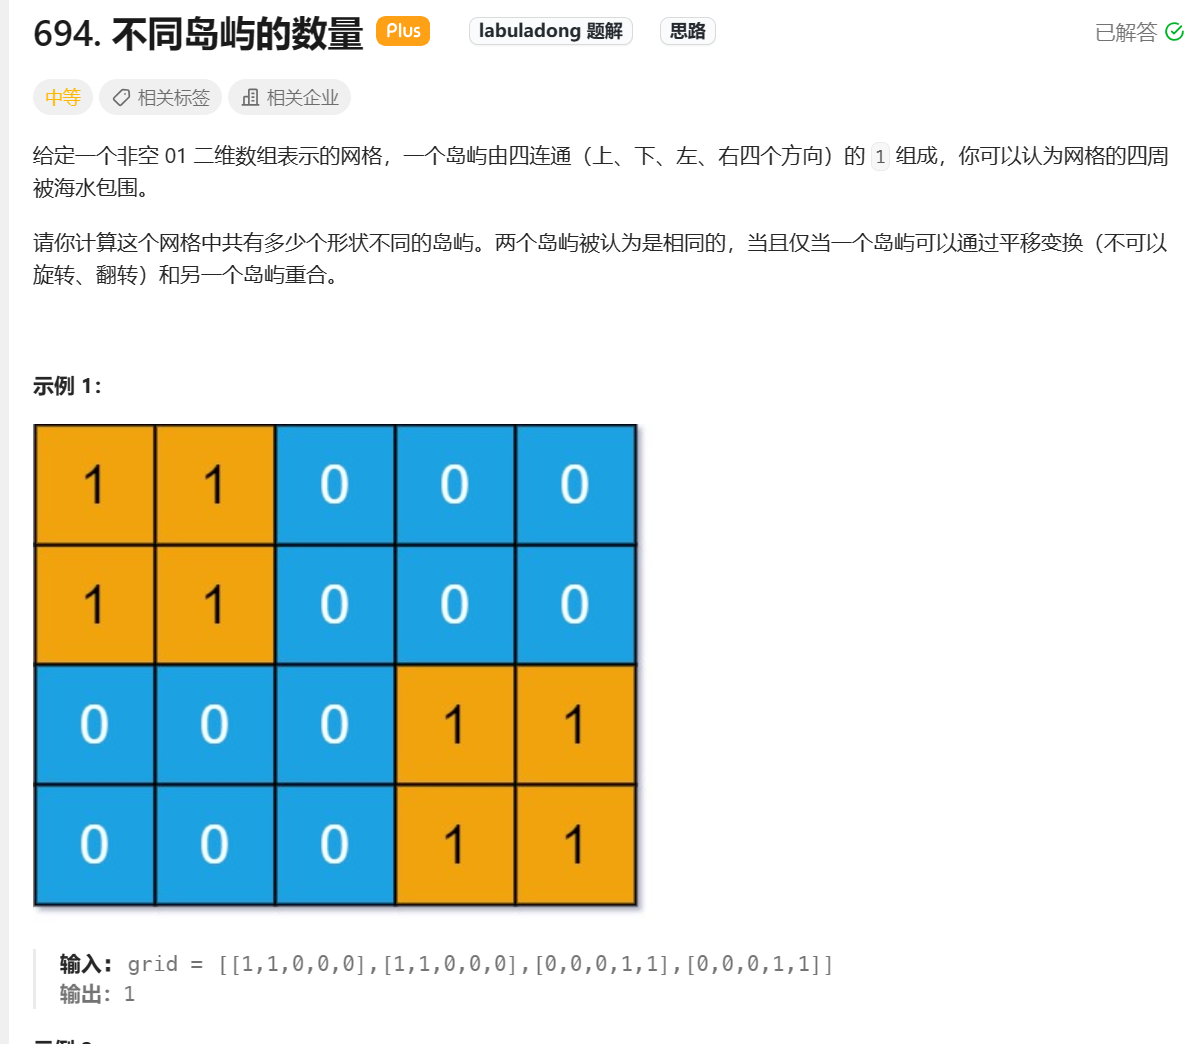 694. 不同岛屿的数量 Plus labuladong 题解 思路 已解答
中等 相关标签 相关企业
给定一个非空 01 二维数组表示的网格，一个岛屿由四连通（上、下、左、右四个方向）的 1 组成，你可以认为网格的四周
被海水包围。
请你计算这个网格中共有多少个形状不同的岛屿。两个岛屿被认为是相同的，当且仅当一个岛屿可以通过平移变换（不可以
旋转、翻转）和另一个岛屿重合。
示例 1：
1 1 0 0 0
1 1 0 0 0
0 0 0 1 1
0 0 0 1 1
输入: grid = [[1,1,0,0,0],[1,1,0,0,0],[0,0,0,1,1],[0,0,0,1,1]]
输出: 1